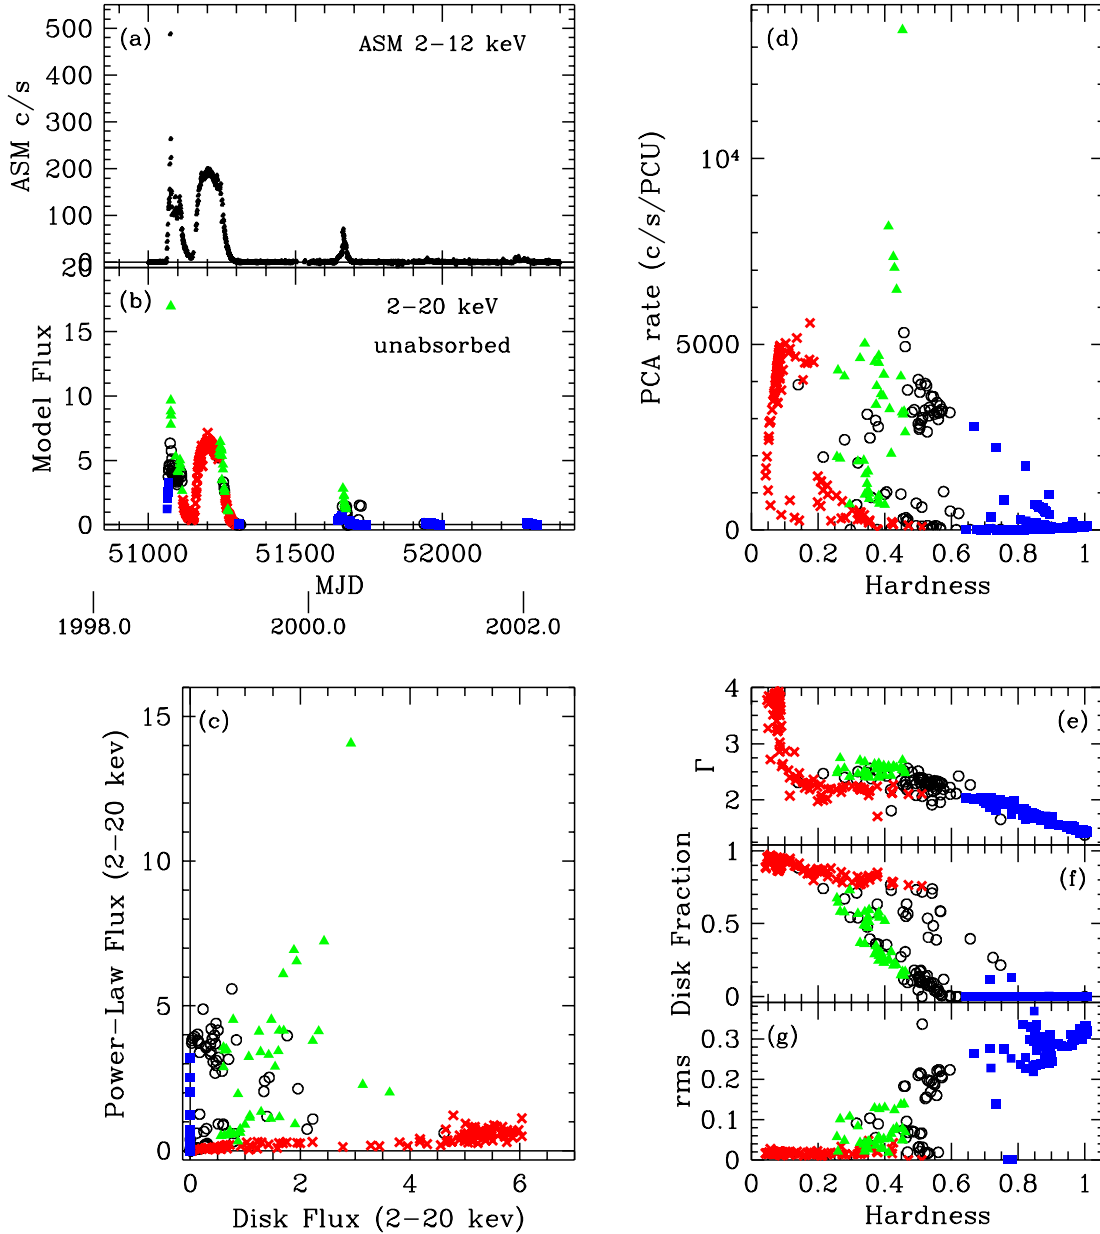 (a)
ASM 2-12 keV
ASM c/s
500
400
300
200
100
0
(b)
2-20 keV
unabsorbed
Model Flux
20
15
10
5
0
51000
51500
52000
MJD
1998.0
2000.0
2002.0
(d)
PCA rate (c/s/PCU)
10⁴
5000
0
0
0.2
0.4
0.6
0.8
1
Hardness
(c)
Power-Law Flux (2-20 kev)
15
10
5
0
0
2
4
6
Disk Flux (2-20 kev)
(e)
Γ
4
3
2
(f)
Disk Fraction
1
0.5
0
(g)
rms
0.3
0.2
0.1
0
0
0.2
0.4
0.6
0.8
1
Hardness